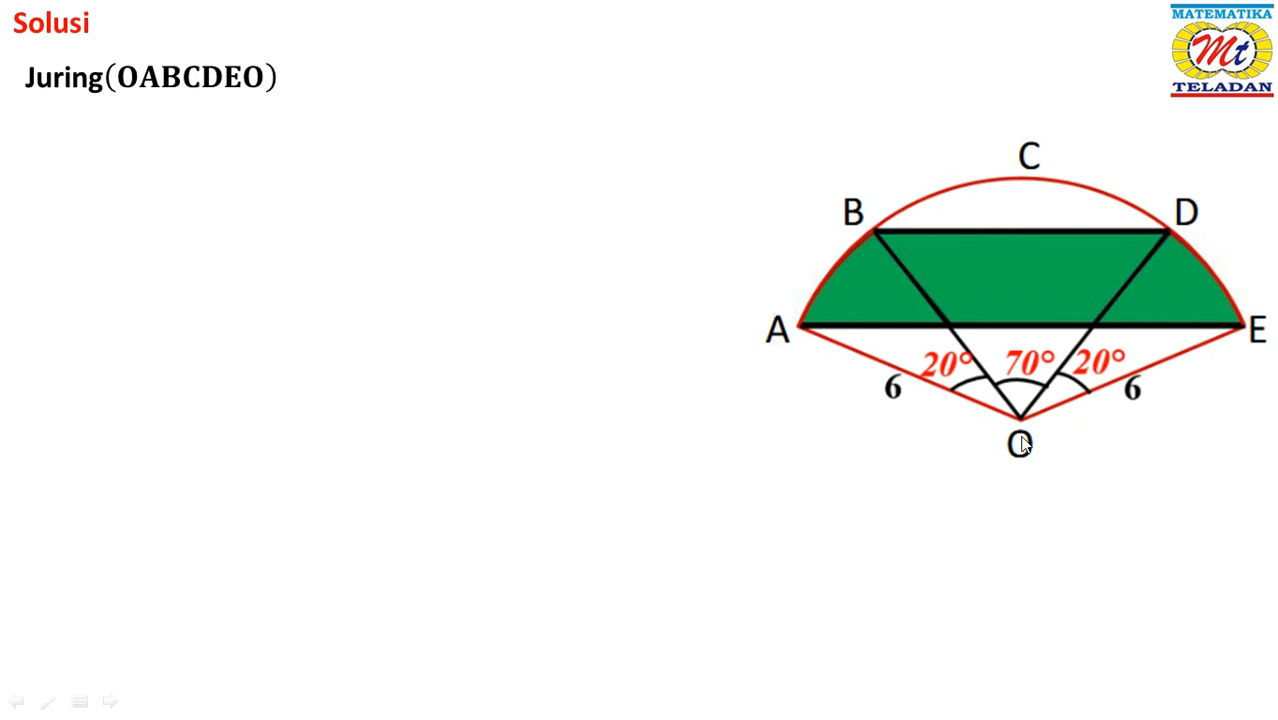 Solusi
MATEMATIKA
Mt
TELADAN
Juring(OABCDEO)
C
B
D
A
E
20°
70°
20°
6
6
O